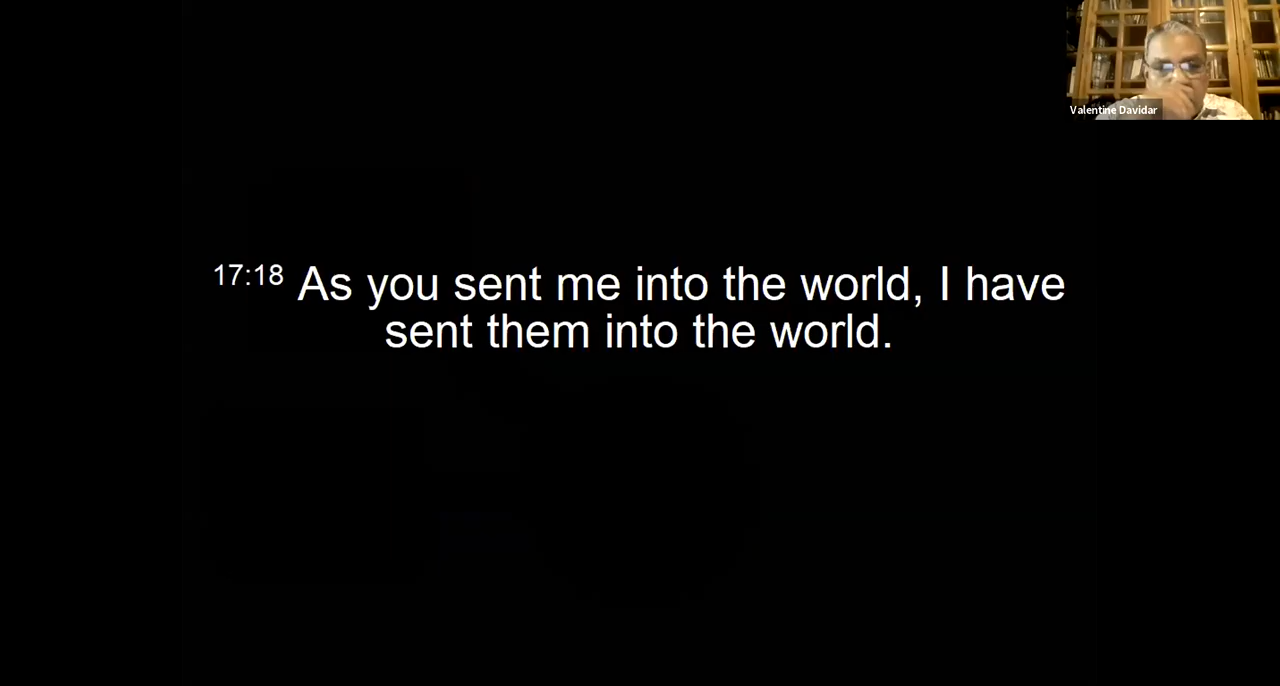 Valentine Davidar
17:18 As you sent me into the world, I have
sent them into the world.